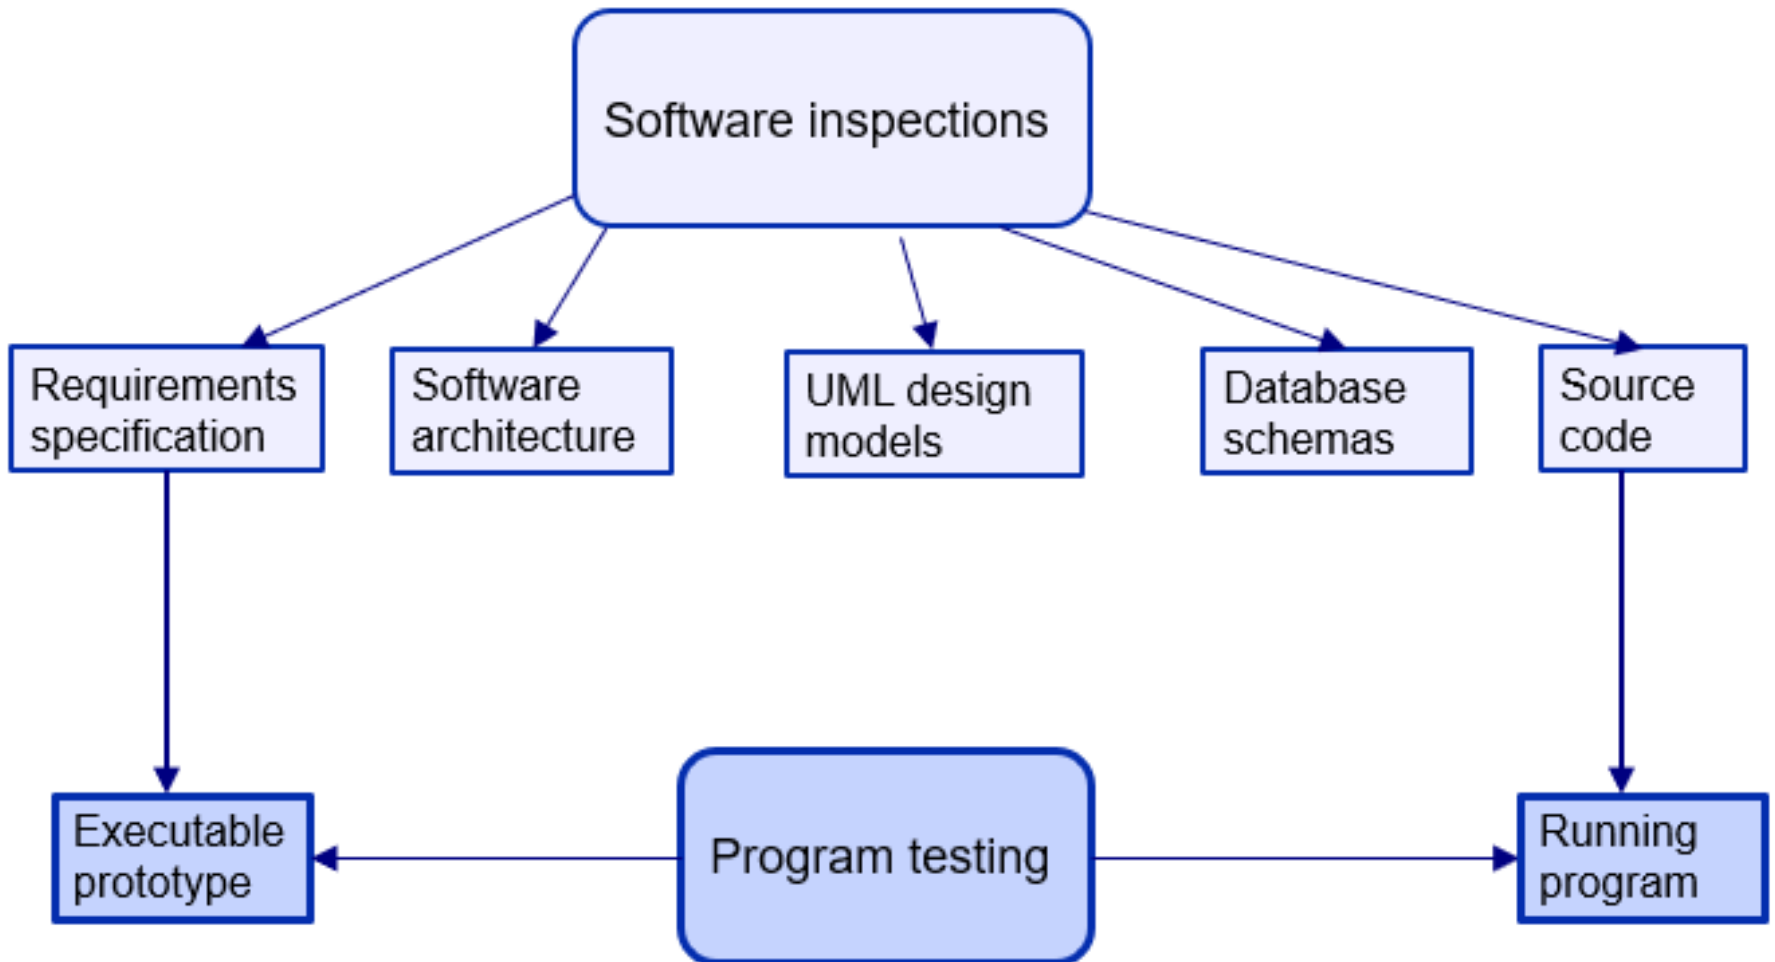 Software inspections
Requirements
specification
Software
architecture
UML design
models
Database
schemas
Source
code
Executable
prototype
Program testing
Running
program